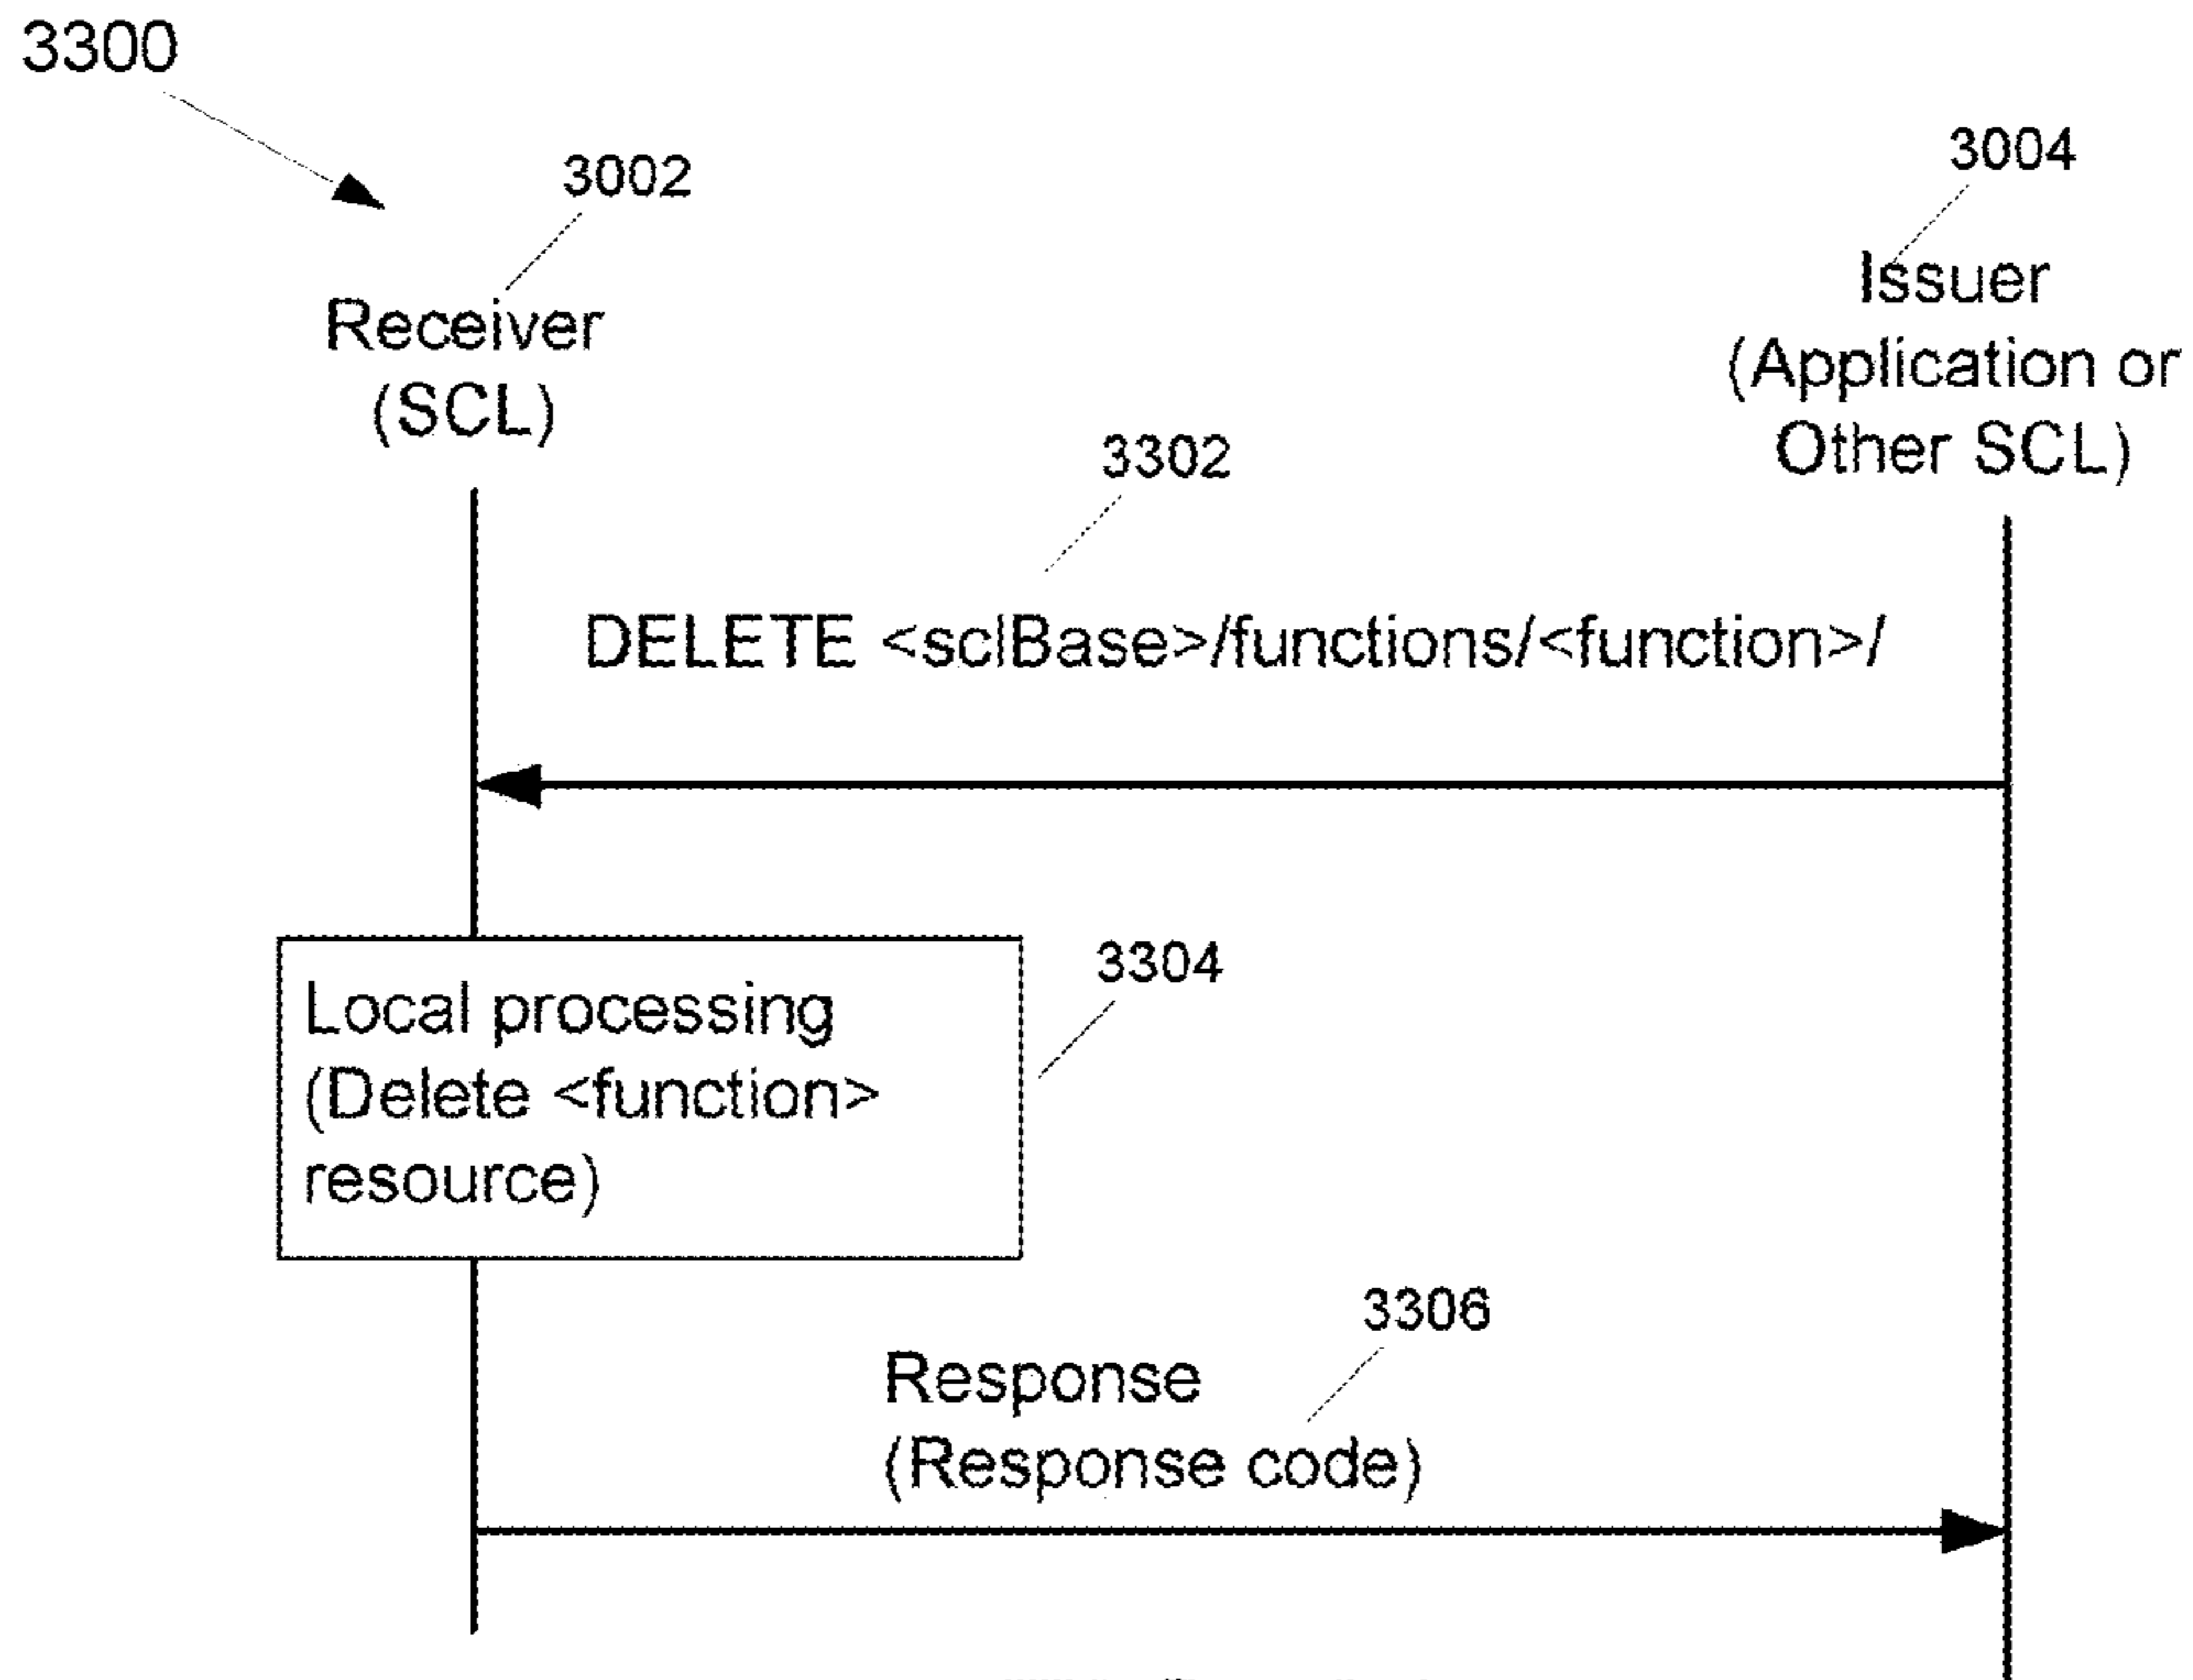 3300
3002
3004
Receiver
(SCL)
Issuer
(Application or
Other SCL)
3302
DELETE <sclBase>/functions/<function>/
Local processing
(Delete <function>
resource)
3304
3306
Response
(Response code)